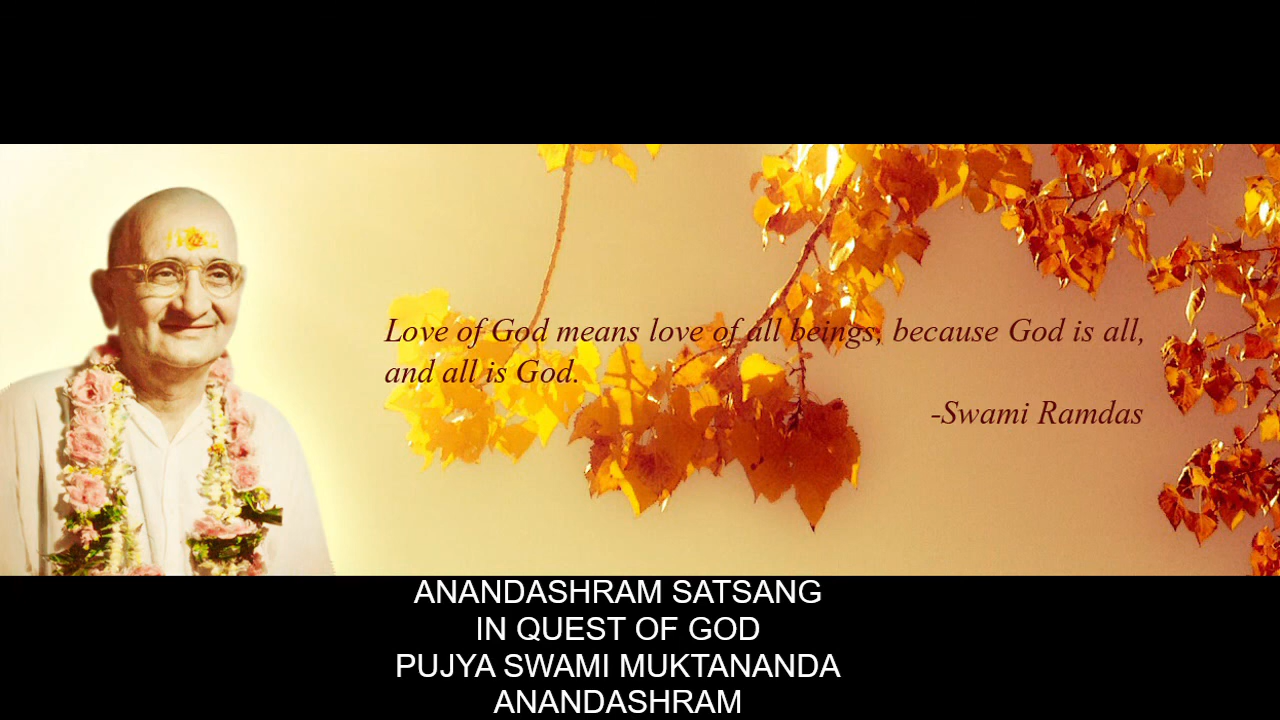 Love of God means love of all beings, because God is all,
and all is God.
-Swami Ramdas
ANANDASHRAM SATSANG
IN QUEST OF GOD
PUJYA SWAMI MUKTANANDA
ANANDASHRAM